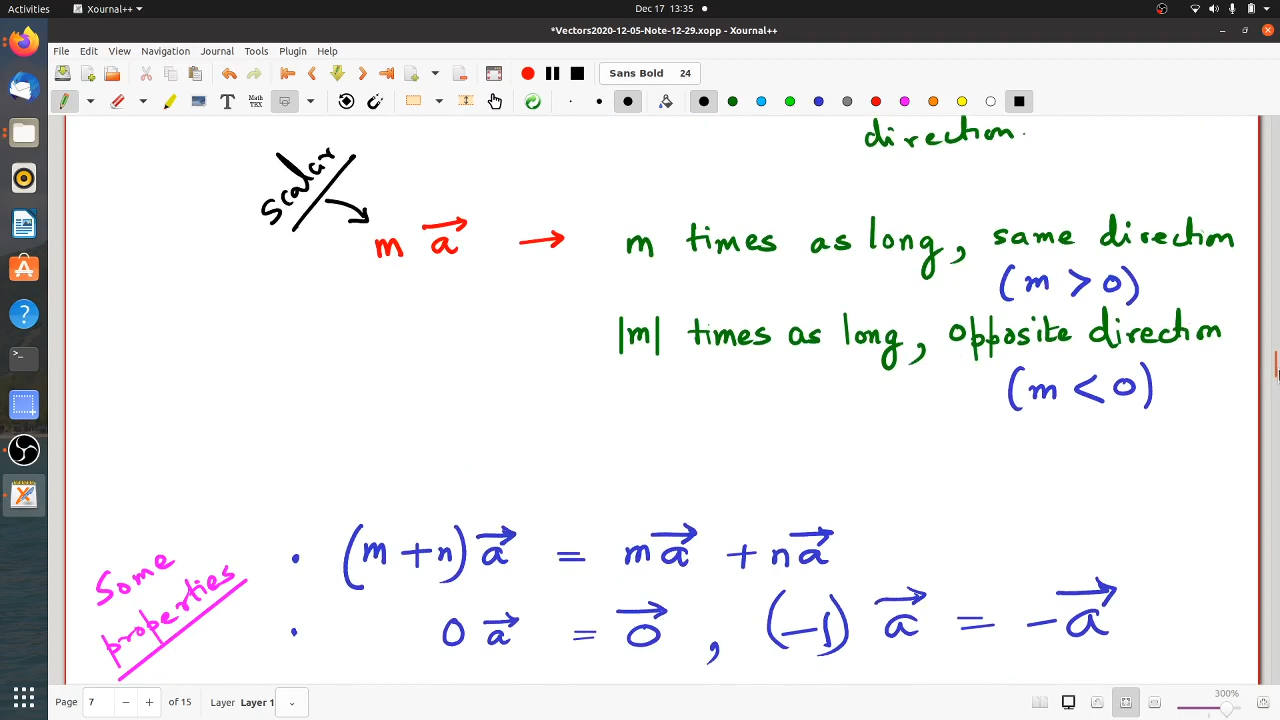 Activities Xournal++ Dec 17 13:35
*Vectors2020-12-05-Note-12-29.xopp - Xournal++
File Edit View Navigation Journal Tools Plugin Help
Sans Bold 24
Math TEX
direction.
Scalar
m a⃗ → m times as long, same direction
(m > 0)
|m| times as long, opposite direction
(m < 0)
Some properties
· (m + n) a⃗ = m a⃗ + n a⃗
· 0 a⃗ = 0⃗ , (-1) a⃗ = - a⃗
Page 7 of 15 Layer Layer 1 300%